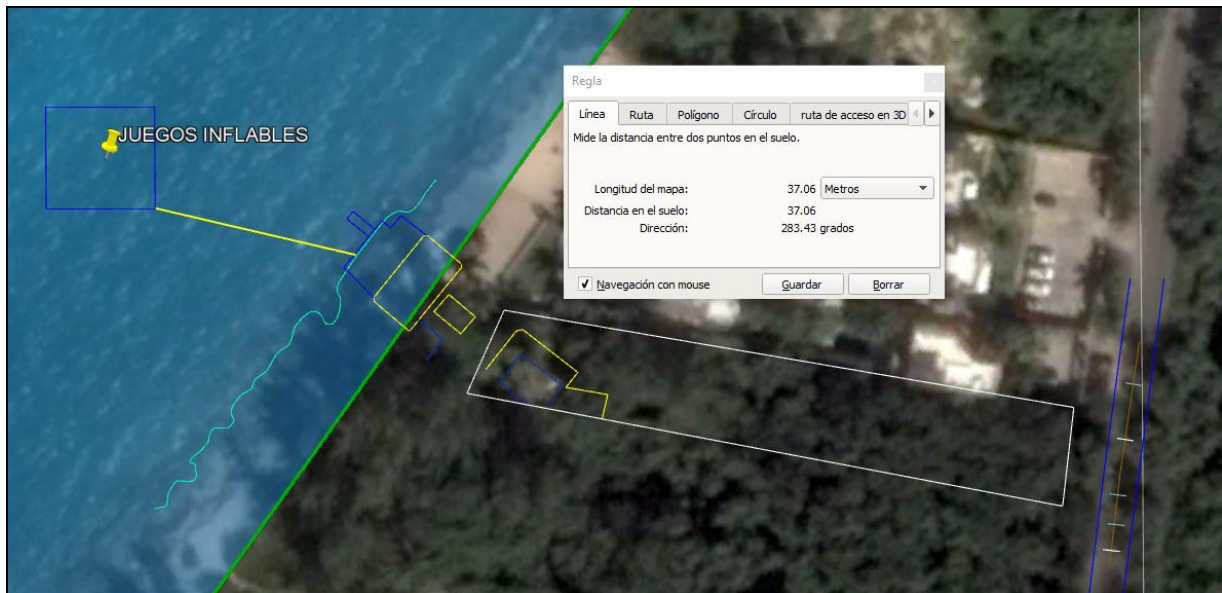 JUEGOS INFLABLES
Regla
Línea Ruta Polígono Círculo ruta de acceso en 3D
Mide la distancia entre dos puntos en el suelo.
Longitud del mapa: 37.06 Metros
Distancia en el suelo: 37.06
Dirección: 283.43 grados
Navegación con mouse Guardar Borrar